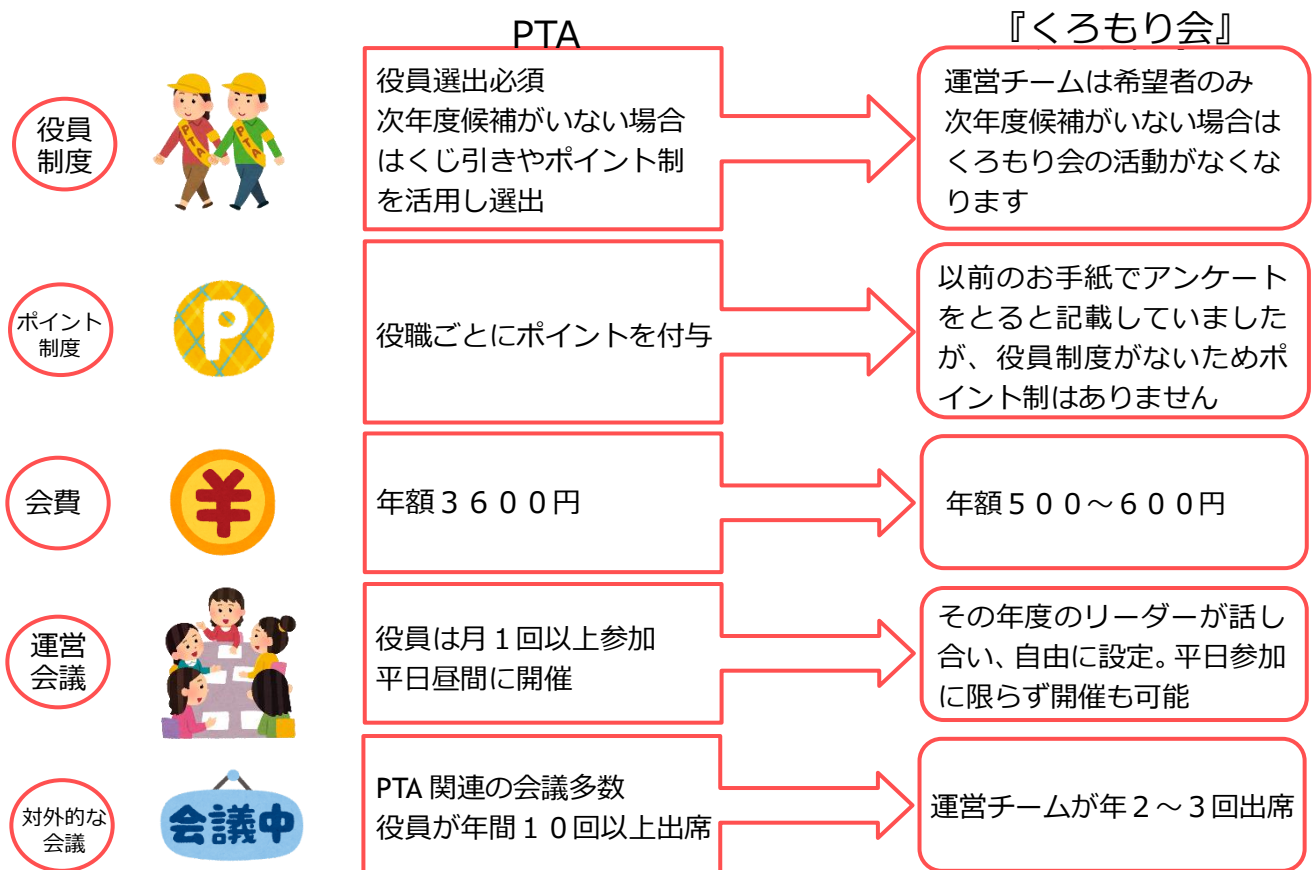 PTA
『くろもり会』
役員
制度
PTA
PTA
役員選出必須
次年度候補がいない場合
はくじ引きやポイント制
を活用し選出
運営チームは希望者のみ
次年度候補がいない場合は
くろもり会の活動がなくな
ります
ポイント
制度
P
役職ごとにポイントを付与
以前のお手紙でアンケート
をとると記載していました
が、役員制度がないためポ
イント制はありません
会費
¥
年額３６００円
年額５００～６００円
運営
会議
役員は月１回以上参加
平日昼間に開催
その年度のリーダーが話し
合い、自由に設定。平日参加
に限らず開催も可能
対外的な
会議
会議中
PTA 関連の会議多数
役員が年間１０回以上出席
運営チームが年２～３回出席